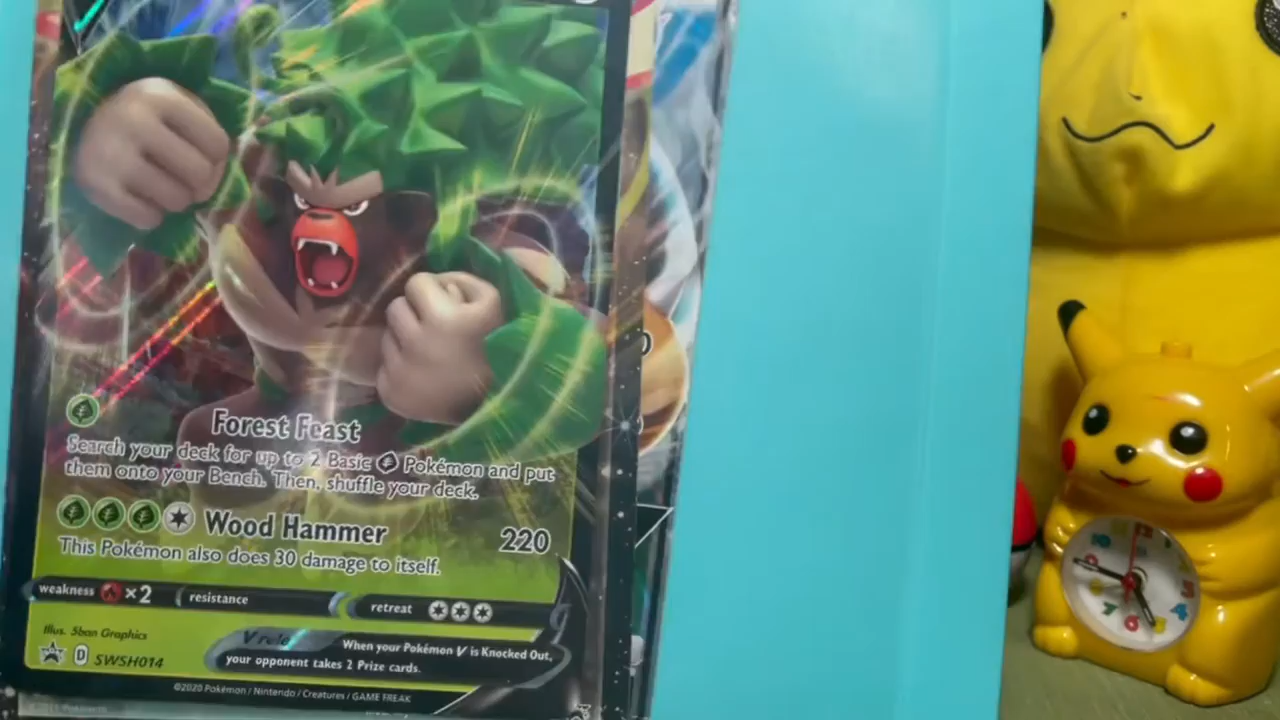 Forest Feast
Search your deck for up to 2 Basic Pokémon and put
them onto your Bench. Then, shuffle your deck.
Wood Hammer 220
This Pokémon also does 30 damage to itself.
weakness ×2 resistance retreat
Illus. 5ban Graphics
V rule
When your Pokémon V is Knocked Out,
your opponent takes 2 Prize cards.
D SWSH014
©2020 Pokémon / Nintendo / Creatures / GAME FREAK